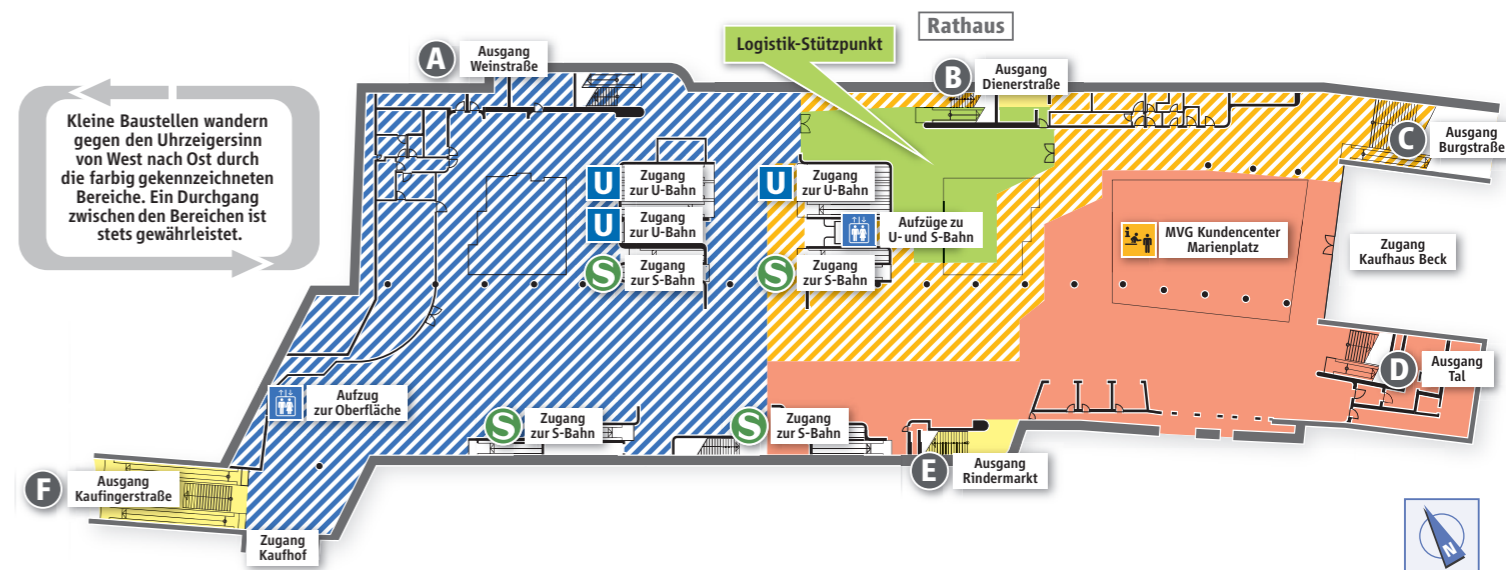 Rathaus
Logistik-Stützpunkt
A
Ausgang
Weinstraße
B
Ausgang
Dienerstraße
Kleine Baustellen wandern
gegen den Uhrzeigersinn
von West nach Ost durch
die farbig gekennzeichneten
Bereiche. Ein Durchgang
zwischen den Bereichen ist
stets gewährleistet.
C
Ausgang
Burgstraße
U
Zugang
zur U-Bahn
U
Zugang
zur U-Bahn
U
Zugang
zur U-Bahn
Aufzüge zu
U- und S-Bahn
i
MVG Kundencenter
Marienplatz
Zugang
Kaufhaus Beck
S
Zugang
zur S-Bahn
S
Zugang
zur S-Bahn
D
Ausgang
Tal
Aufzug
zur Oberfläche
S
Zugang
zur S-Bahn
S
Zugang
zur S-Bahn
E
Ausgang
Rindermarkt
F
Ausgang
Kaufingerstraße
Zugang
Kaufhof
N